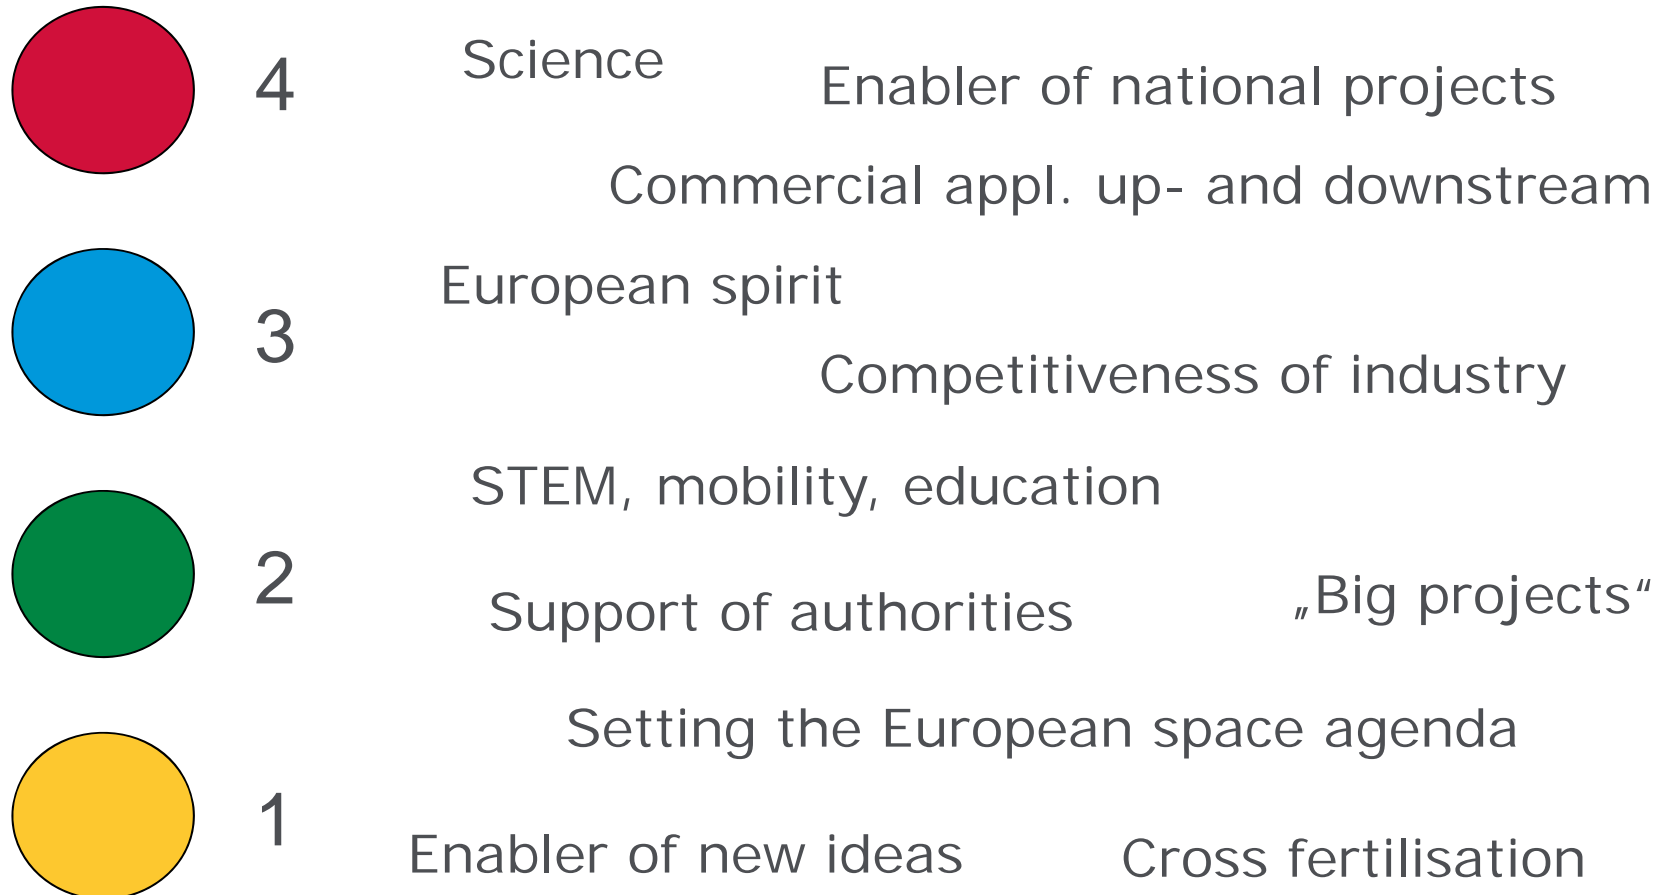 4
Science
Enabler of national projects
Commercial appl. up- and downstream
European spirit
3
Competitiveness of industry
STEM, mobility, education
2
Support of authorities
„Big projects“
Setting the European space agenda
1
Enabler of new ideas
Cross fertilisation